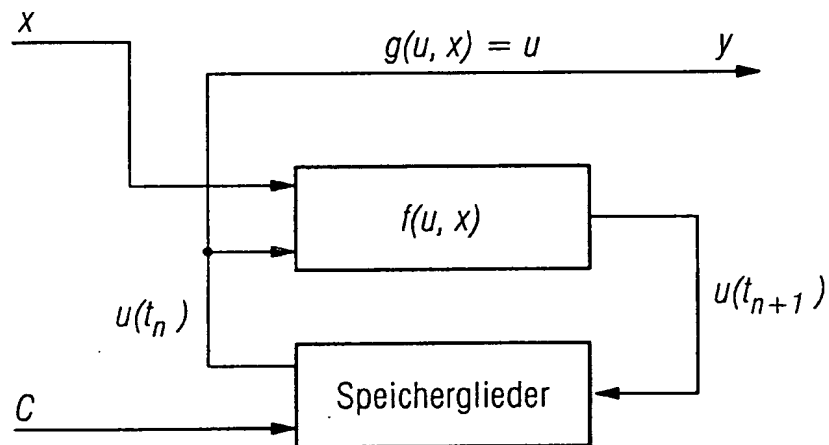 x
g(u, x) = u
y
f(u, x)
u(tₙ)
u(tₙ₊₁)
Speicherglieder
C